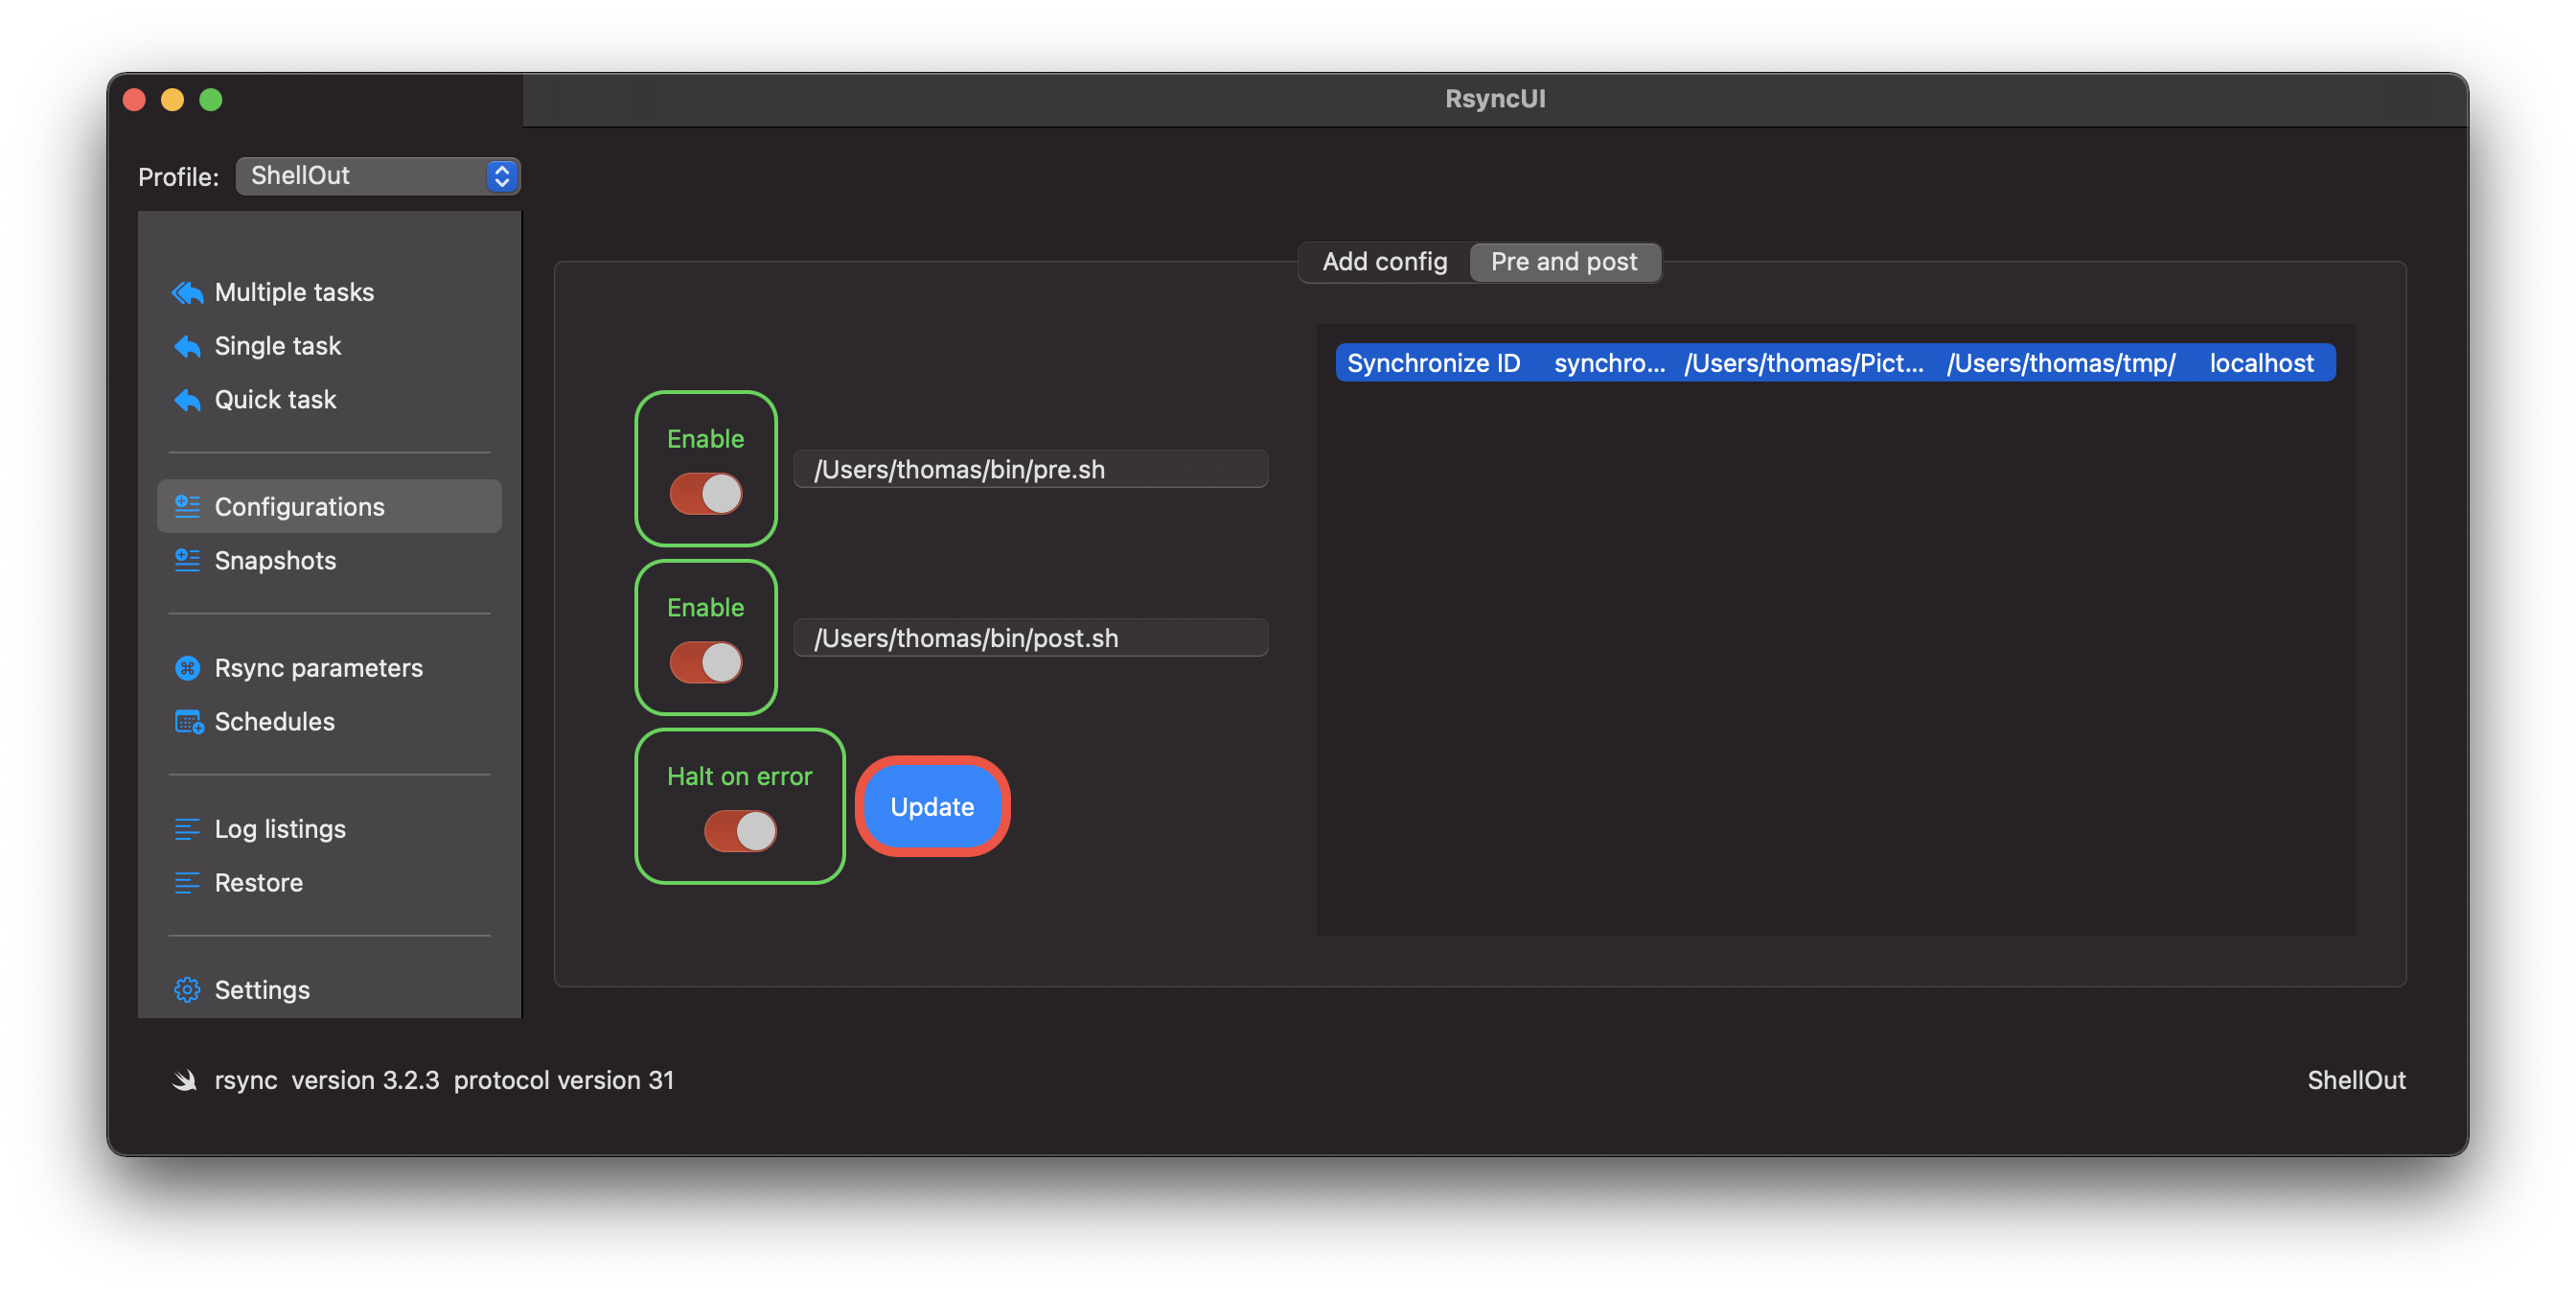 RsyncUI
Profile: ShellOut
Multiple tasks
Single task
Quick task
Configurations
Snapshots
Rsync parameters
Schedules
Log listings
Restore
Settings
Add config Pre and post
Enable
/Users/thomas/bin/pre.sh
Enable
/Users/thomas/bin/post.sh
Halt on error
Update
Synchronize ID synchro... /Users/thomas/Pict... /Users/thomas/tmp/ localhost
rsync version 3.2.3 protocol version 31
ShellOut